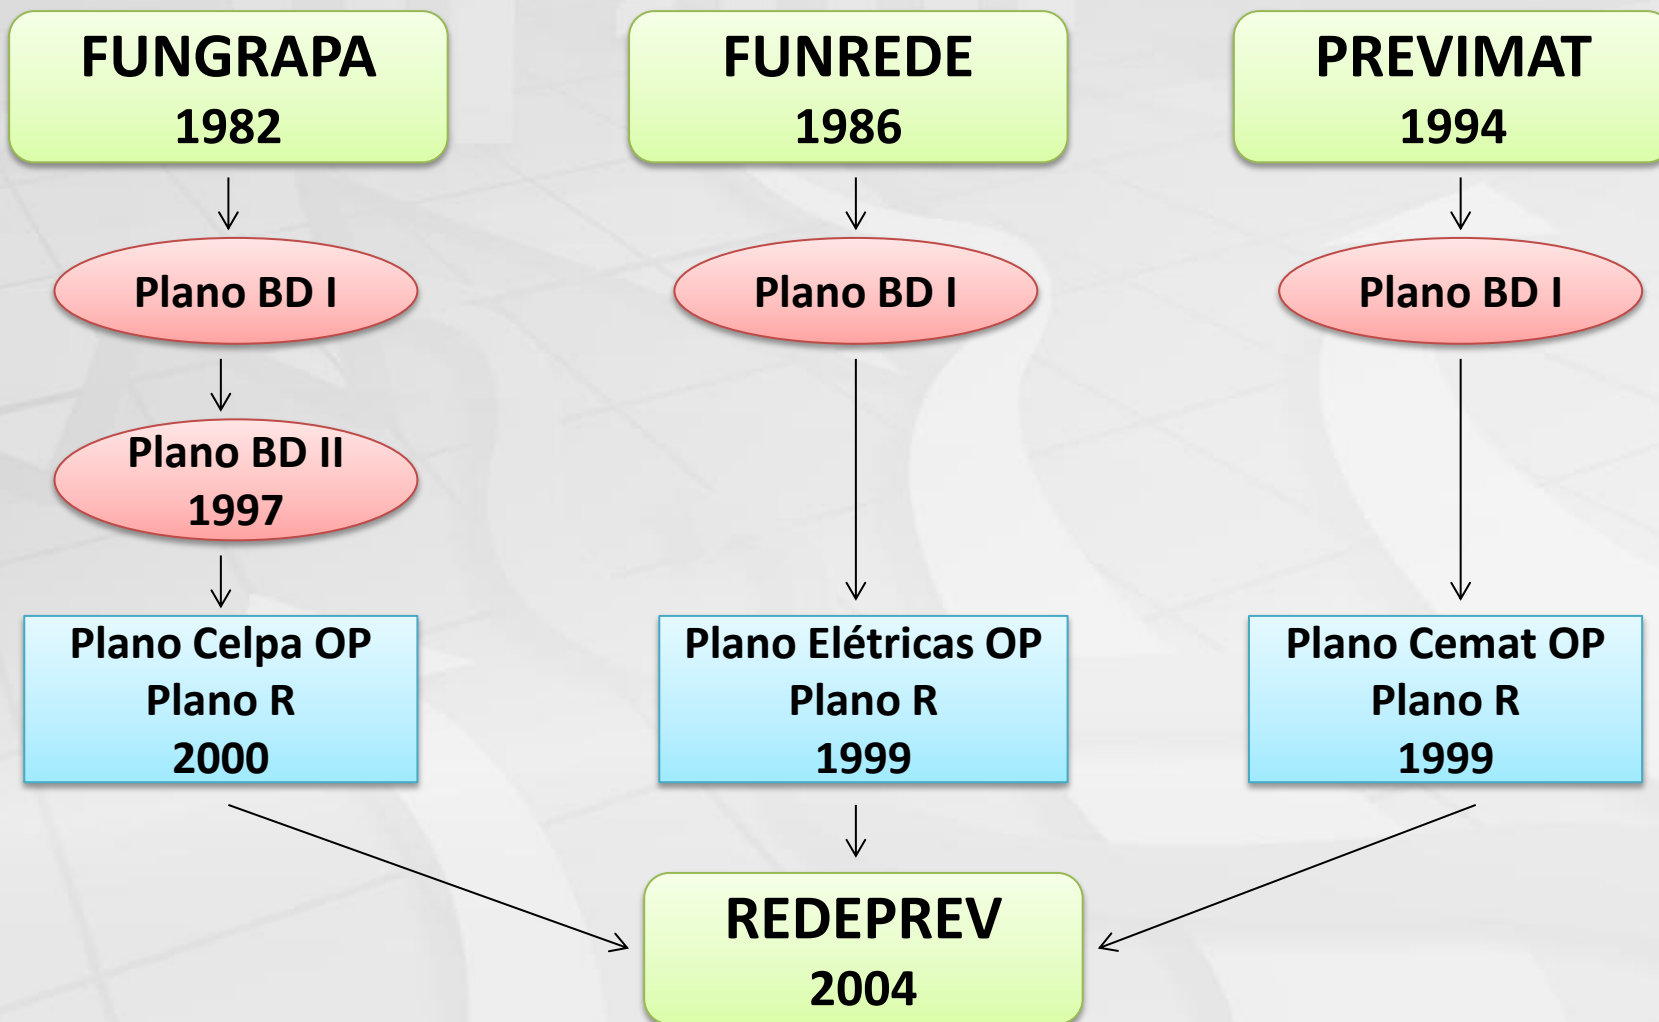 FUNGRAPA
1982
FUNREDE
1986
PREVIMAT
1994
Plano BD I
Plano BD I
Plano BD I
Plano BD II
1997
Plano Celpa OP
Plano R
2000
Plano Elétricas OP
Plano R
1999
Plano Cemat OP
Plano R
1999
REDEPREV
2004